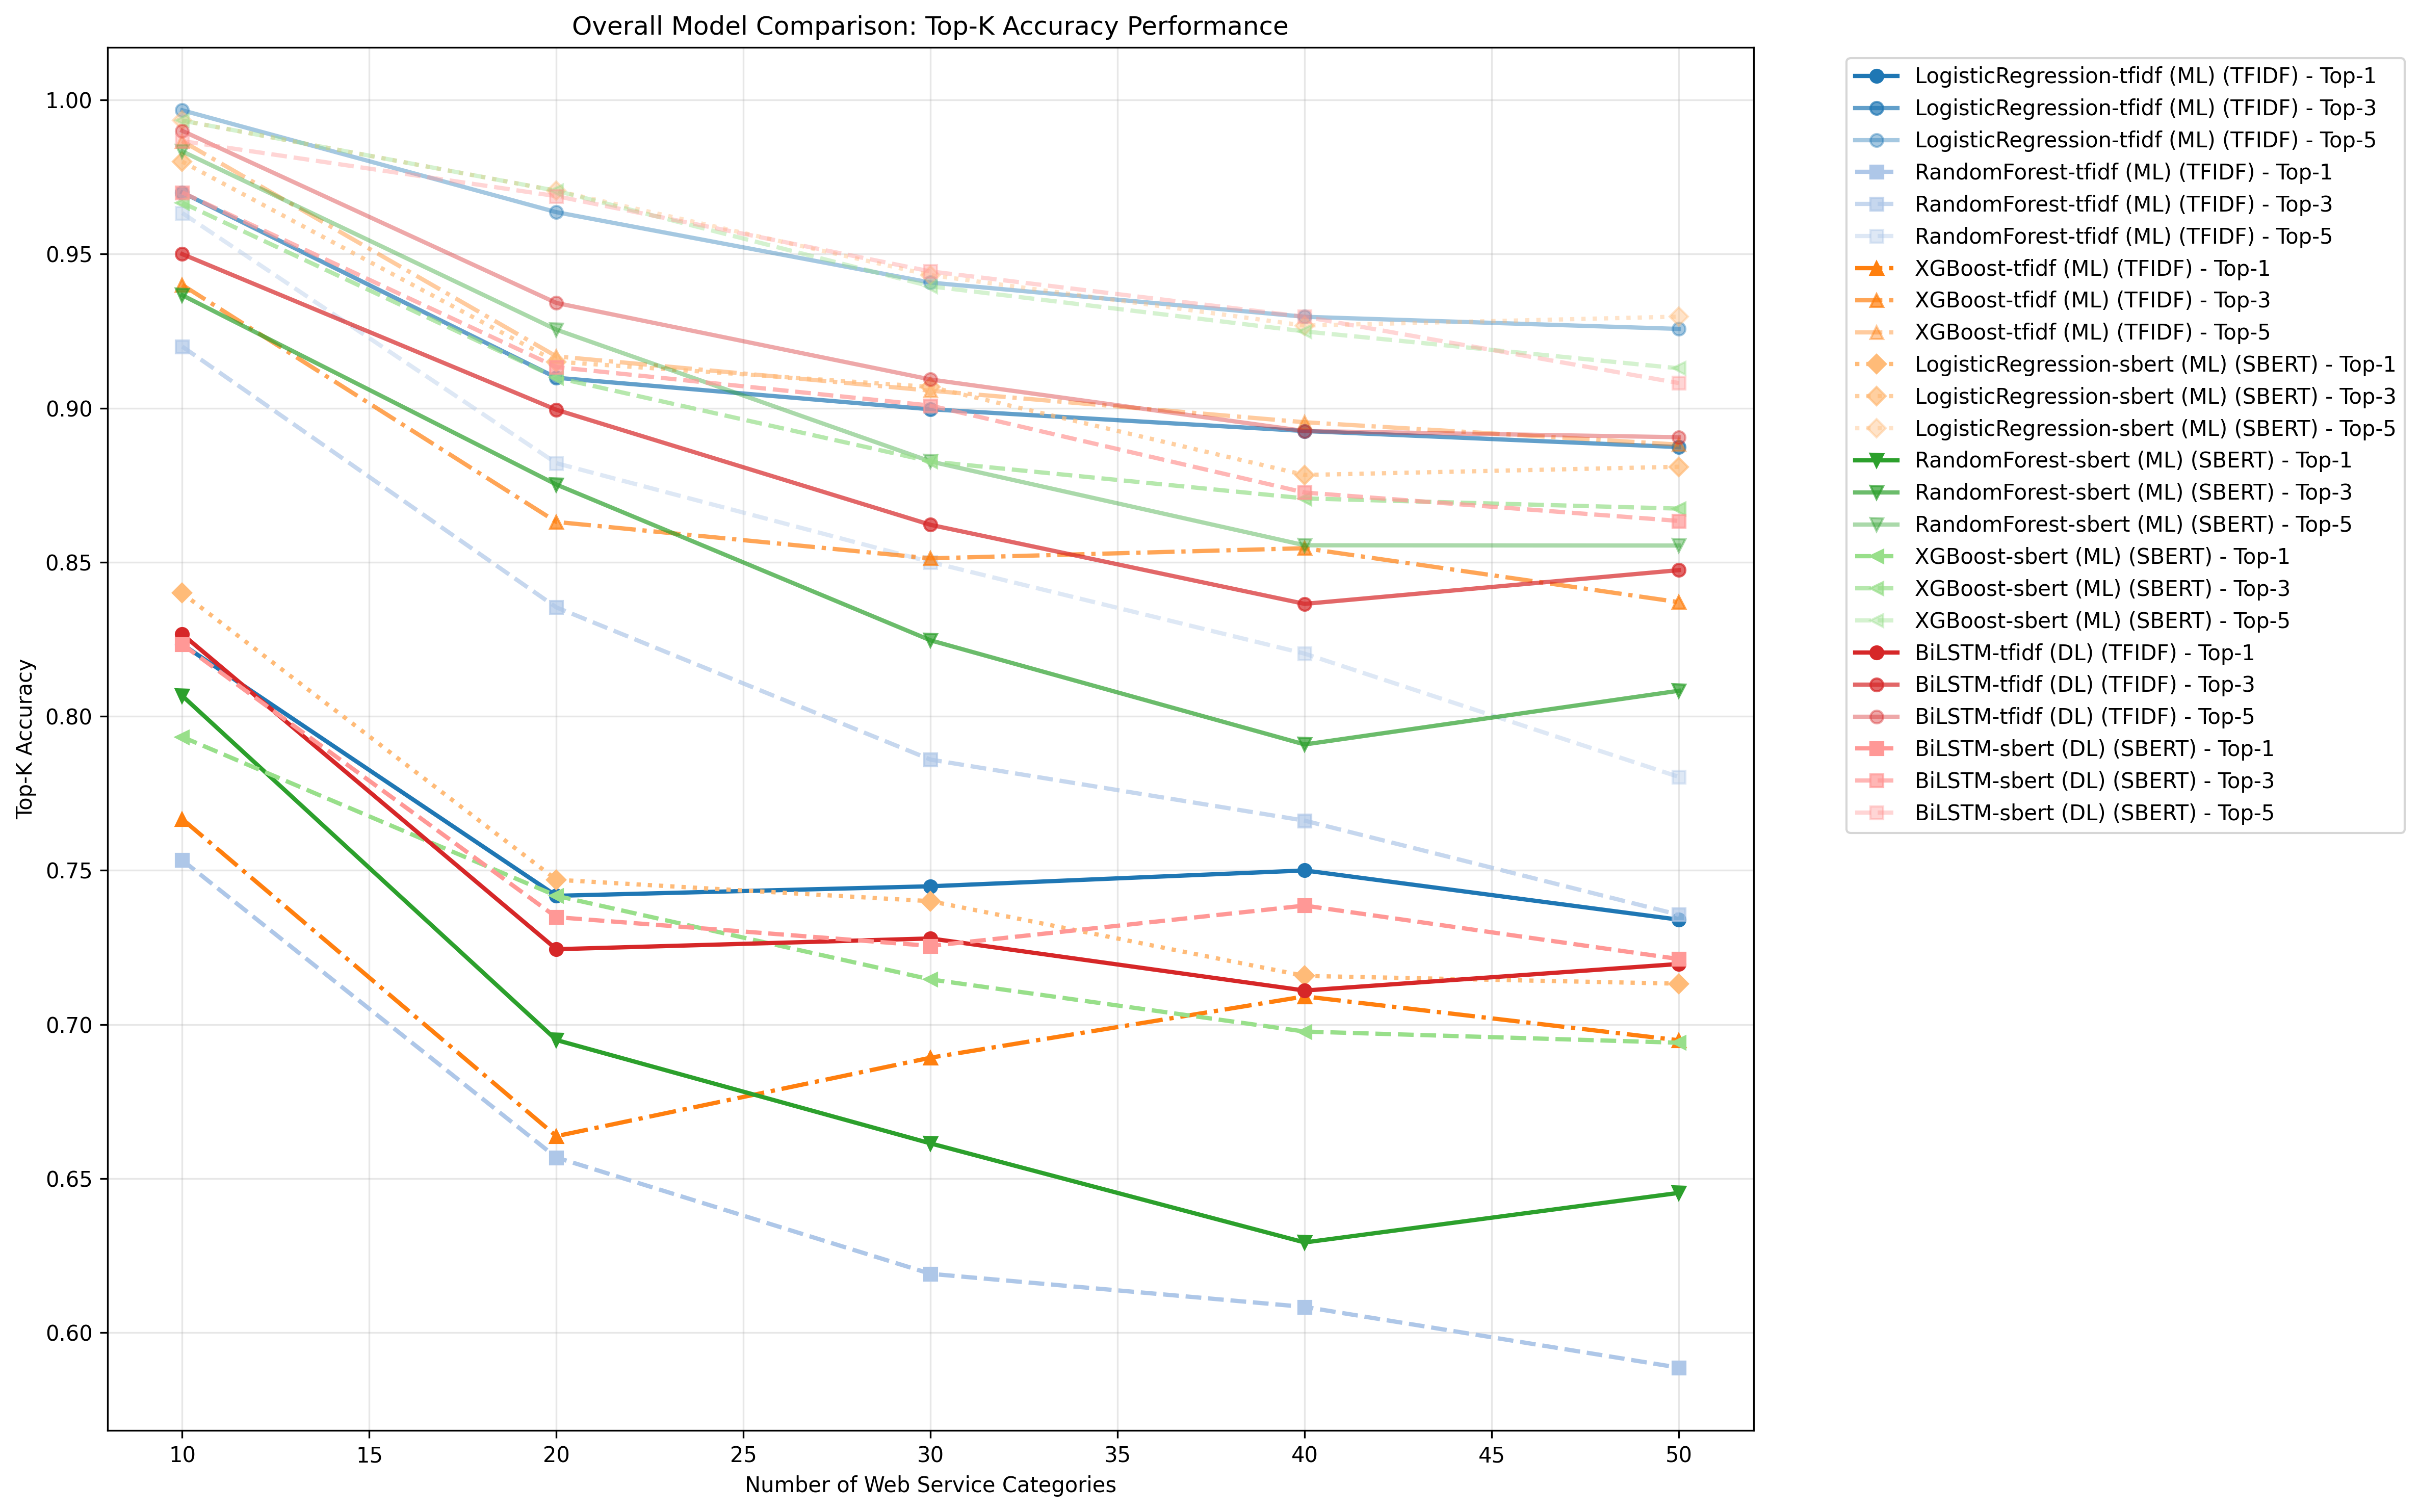 Overall Model Comparison: Top-K Accuracy Performance
Top-K Accuracy
1.00
0.95
0.90
0.85
0.80
0.75
0.70
0.65
0.60
10 15 20 25 30 35 40 45 50
Number of Web Service Categories
LogisticRegression-tfidf (ML) (TFIDF) - Top-1
LogisticRegression-tfidf (ML) (TFIDF) - Top-3
LogisticRegression-tfidf (ML) (TFIDF) - Top-5
RandomForest-tfidf (ML) (TFIDF) - Top-1
RandomForest-tfidf (ML) (TFIDF) - Top-3
RandomForest-tfidf (ML) (TFIDF) - Top-5
XGBoost-tfidf (ML) (TFIDF) - Top-1
XGBoost-tfidf (ML) (TFIDF) - Top-3
XGBoost-tfidf (ML) (TFIDF) - Top-5
LogisticRegression-sbert (ML) (SBERT) - Top-1
LogisticRegression-sbert (ML) (SBERT) - Top-3
LogisticRegression-sbert (ML) (SBERT) - Top-5
RandomForest-sbert (ML) (SBERT) - Top-1
RandomForest-sbert (ML) (SBERT) - Top-3
RandomForest-sbert (ML) (SBERT) - Top-5
XGBoost-sbert (ML) (SBERT) - Top-1
XGBoost-sbert (ML) (SBERT) - Top-3
XGBoost-sbert (ML) (SBERT) - Top-5
BiLSTM-tfidf (DL) (TFIDF) - Top-1
BiLSTM-tfidf (DL) (TFIDF) - Top-3
BiLSTM-tfidf (DL) (TFIDF) - Top-5
BiLSTM-sbert (DL) (SBERT) - Top-1
BiLSTM-sbert (DL) (SBERT) - Top-3
BiLSTM-sbert (DL) (SBERT) - Top-5